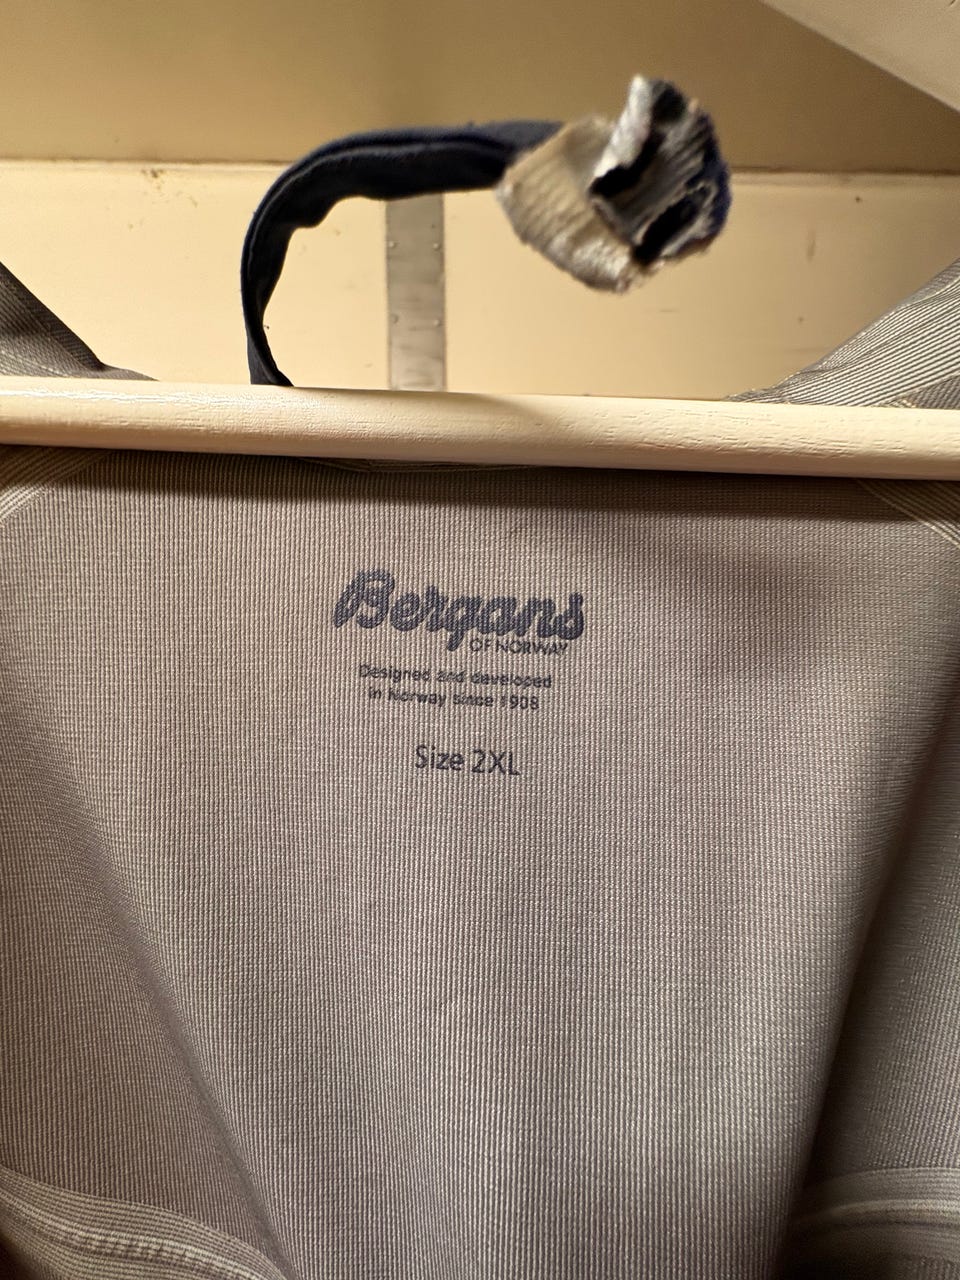 Bergans
OF NORWAY
Designed and developed
in Norway since 1908
Size 2XL